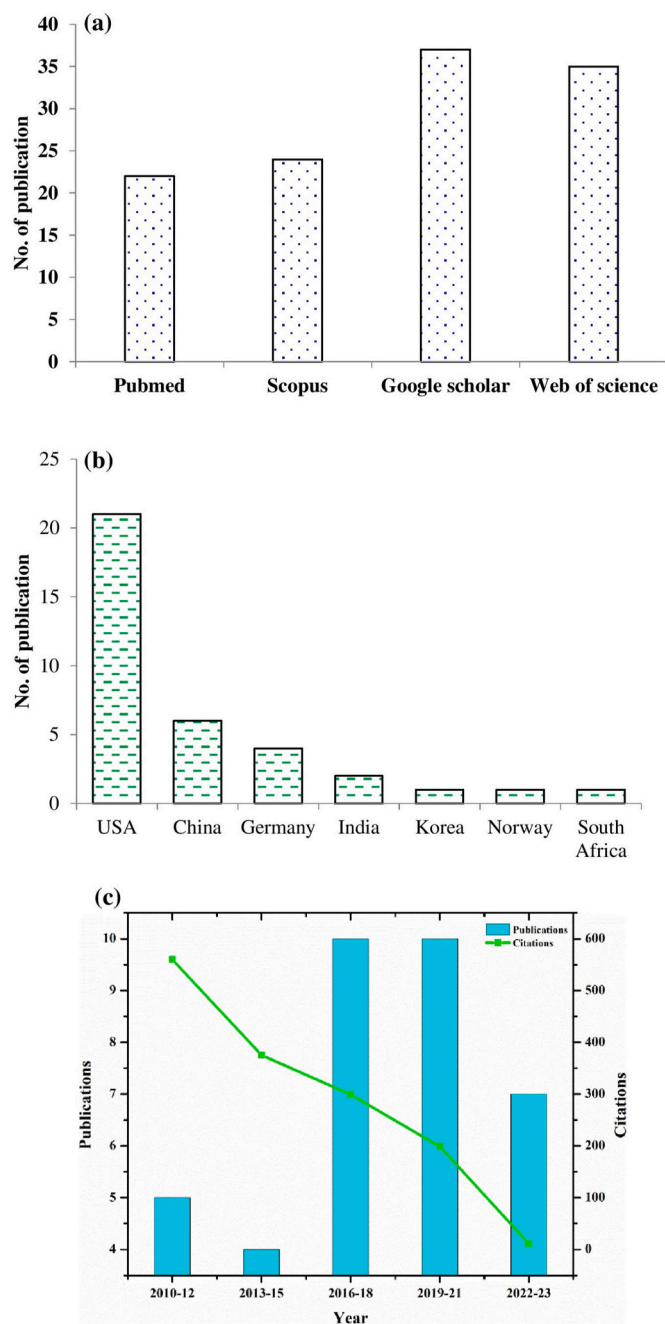 (a)
No. of publication
40
35
30
25
20
15
10
5
0
Pubmed Scopus Google scholar Web of science
(b)
No. of publication
25
20
15
10
5
0
USA China Germany India Korea Norway South
Africa
(c)
Publications
Citations
Publications
10
9
8
7
6
5
4
600
500
400
300
200
100
0
Citations
2010-12 2013-15 2016-18 2019-21 2022-23
Year